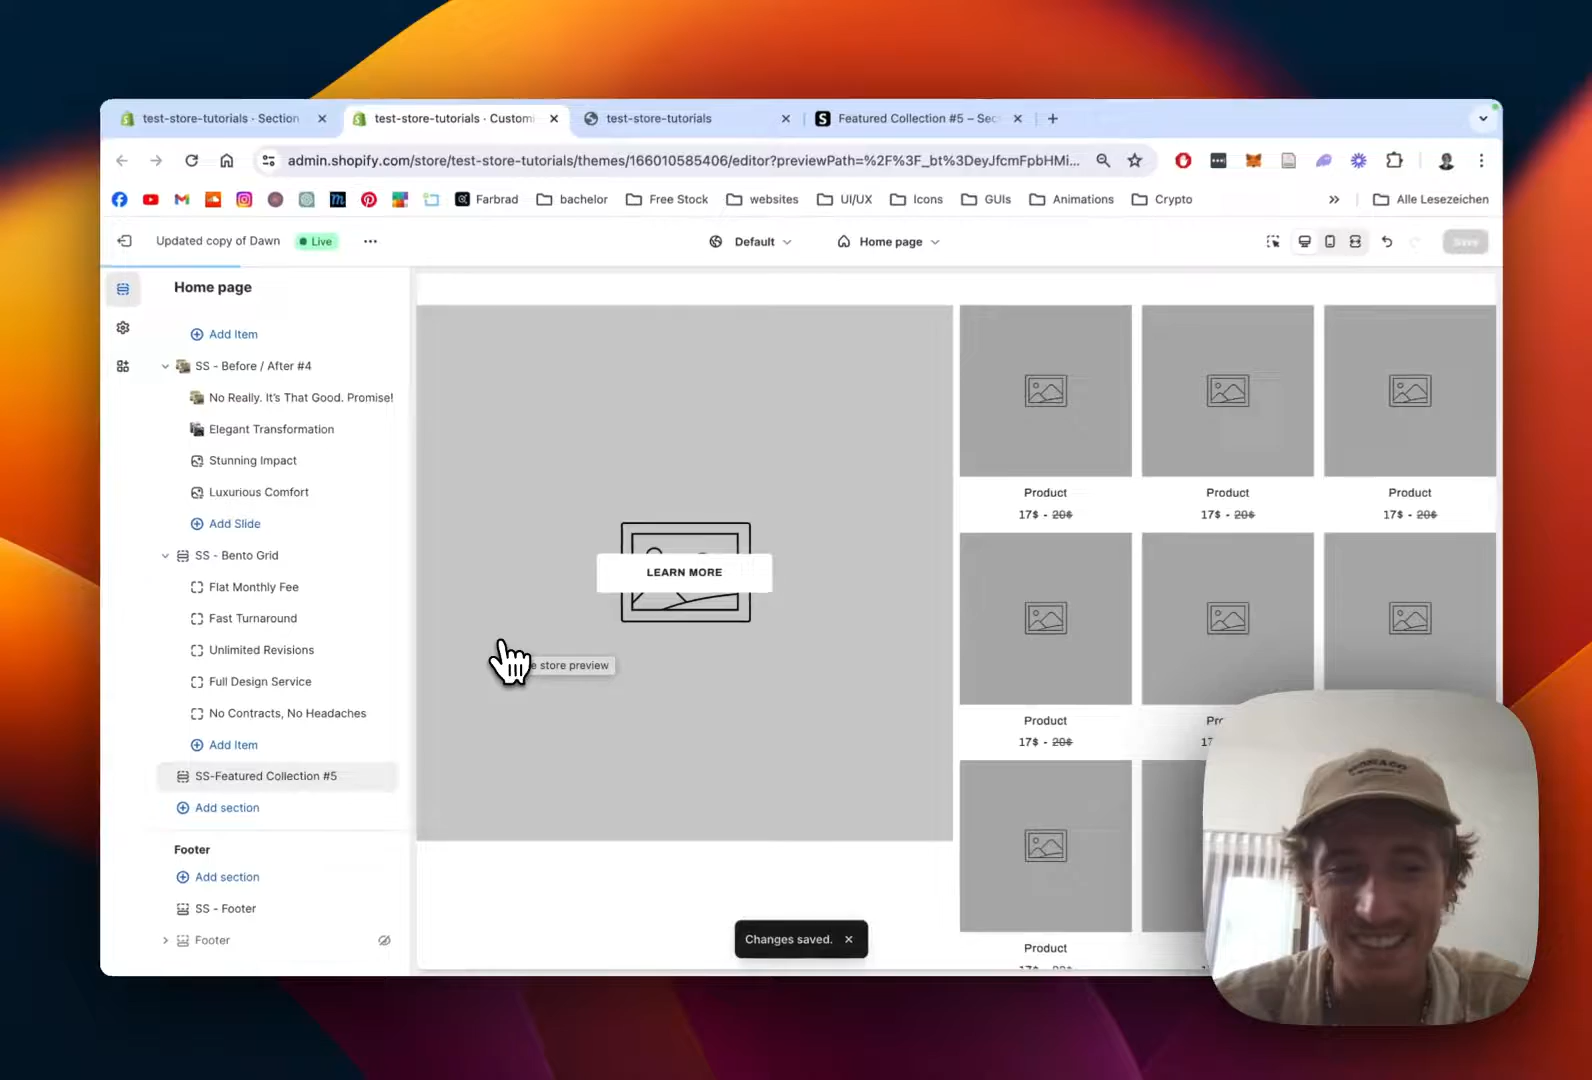 test-store-tutorials · Section
test-store-tutorials · Customi
test-store-tutorials
Featured Collection #5 – Sec
admin.shopify.com/store/test-store-tutorials/themes/166010585406/editor?previewPath=%2F%3F_bt%3DeyJfcmFpbHMi...
Farbrad
bachelor
Free Stock
websites
UI/UX
Icons
GUIs
Animations
Crypto
»
Alle Lesezeichen
Updated copy of Dawn
Live
Default
Home page
Save
Home page
Add Item
SS - Before / After #4
No Really. It's That Good. Promise!
Elegant Transformation
Stunning Impact
Luxurious Comfort
Add Slide
SS - Bento Grid
Flat Monthly Fee
Fast Turnaround
Unlimited Revisions
Full Design Service
No Contracts, No Headaches
Add Item
SS-Featured Collection #5
Add section
Footer
Add section
SS - Footer
Footer
LEARN MORE
store preview
Product
17$ - 20$
Product
17$ - 20$
Product
17$ - 20$
Product
17$ - 20$
Product
Changes saved.